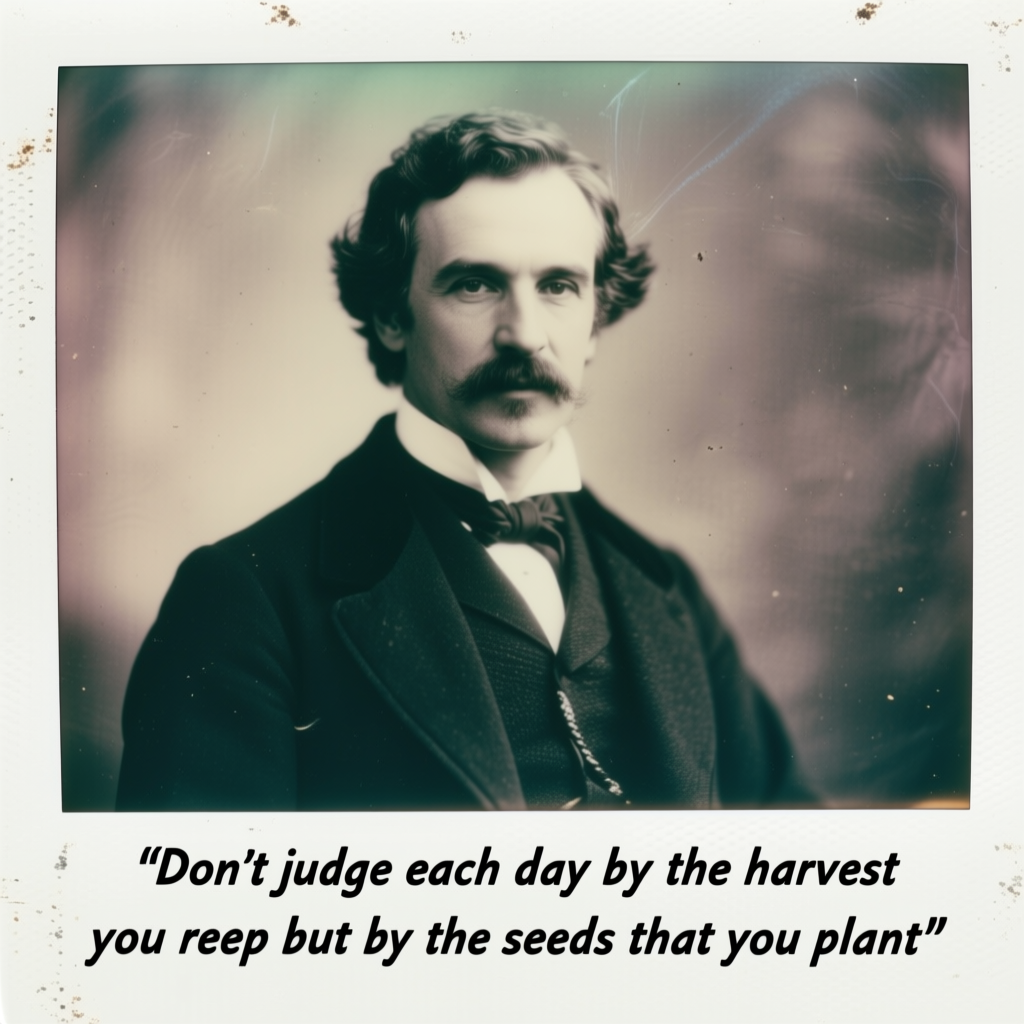 “Don’t judge each day by the harvest
you reep but by the seeds that you plant”